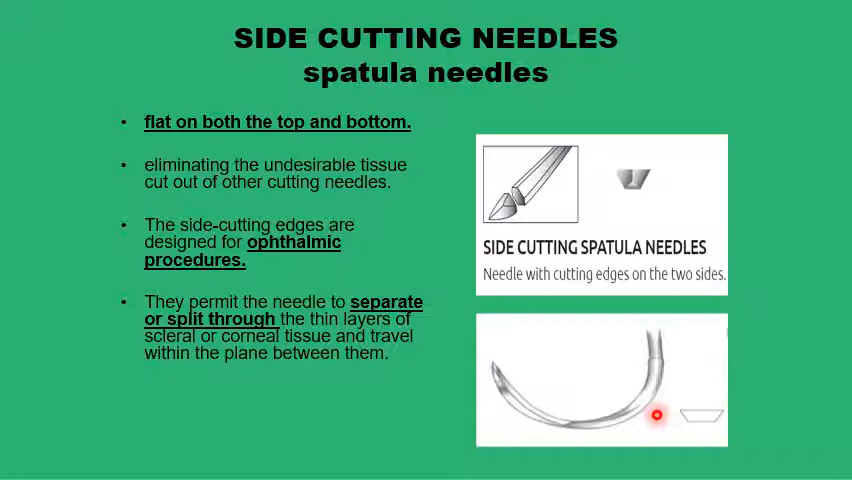 SIDE CUTTING NEEDLES
spatula needles
• flat on both the top and bottom.
• eliminating the undesirable tissue
cut out of other cutting needles.
• The side-cutting edges are
designed for ophthalmic
procedures.
• They permit the needle to separate
or split through the thin layers of
scleral or corneal tissue and travel
within the plane between them.
SIDE CUTTING SPATULA NEEDLES
Needle with cutting edges on the two sides.